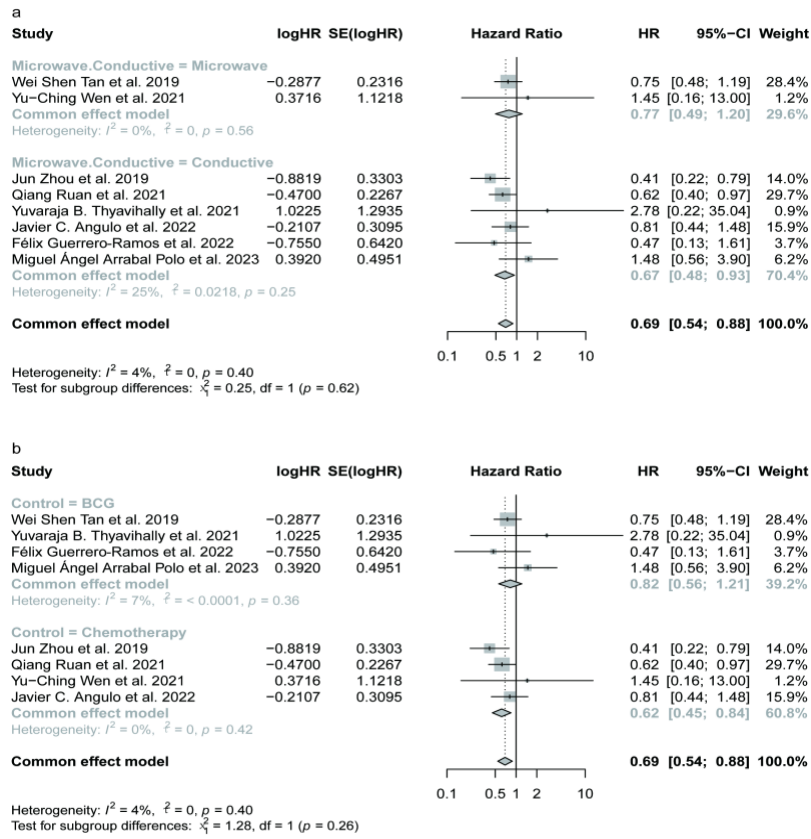 a
Study logHR SE(logHR) Hazard Ratio HR 95%−CI Weight
Microwave.Conductive = Microwave
Wei Shen Tan et al. 2019 −0.2877 0.2316 0.75 [0.48; 1.19] 28.4%
Yu−Ching Wen et al. 2021 0.3716 1.1218 1.45 [0.16; 13.00] 1.2%
Common effect model 0.77 [0.49; 1.20] 29.6%
Heterogeneity: I² = 0%, τ² = 0, p = 0.56
Microwave.Conductive = Conductive
Jun Zhou et al. 2019 −0.8819 0.3303 0.41 [0.22; 0.79] 14.0%
Qiang Ruan et al. 2021 −0.4700 0.2267 0.62 [0.40; 0.97] 29.7%
Yuvaraja B. Thyavihally et al. 2021 1.0225 1.2935 2.78 [0.22; 35.04] 0.9%
Javier C. Angulo et al. 2022 −0.2107 0.3095 0.81 [0.44; 1.48] 15.9%
Félix Guerrero−Ramos et al. 2022 −0.7550 0.6420 0.47 [0.13; 1.61] 3.7%
Miguel Ángel Arrabal Polo et al. 2023 0.3920 0.4951 1.48 [0.56; 3.90] 6.2%
Common effect model 0.67 [0.48; 0.93] 70.4%
Heterogeneity: I² = 25%, τ² = 0.0218, p = 0.25
Common effect model 0.69 [0.54; 0.88] 100.0%
0.1 0.5 1 2 10
Heterogeneity: I² = 4%, τ² = 0, p = 0.40
Test for subgroup differences: χ²₁ = 0.25, df = 1 (p = 0.62)
b
Study logHR SE(logHR) Hazard Ratio HR 95%−CI Weight
Control = BCG
Wei Shen Tan et al. 2019 −0.2877 0.2316 0.75 [0.48; 1.19] 28.4%
Yuvaraja B. Thyavihally et al. 2021 1.0225 1.2935 2.78 [0.22; 35.04] 0.9%
Félix Guerrero−Ramos et al. 2022 −0.7550 0.6420 0.47 [0.13; 1.61] 3.7%
Miguel Ángel Arrabal Polo et al. 2023 0.3920 0.4951 1.48 [0.56; 3.90] 6.2%
Common effect model 0.82 [0.56; 1.21] 39.2%
Heterogeneity: I² = 7%, τ² = < 0.0001, p = 0.36
Control = Chemotherapy
Jun Zhou et al. 2019 −0.8819 0.3303 0.41 [0.22; 0.79] 14.0%
Qiang Ruan et al. 2021 −0.4700 0.2267 0.62 [0.40; 0.97] 29.7%
Yu−Ching Wen et al. 2021 0.3716 1.1218 1.45 [0.16; 13.00] 1.2%
Javier C. Angulo et al. 2022 −0.2107 0.3095 0.81 [0.44; 1.48] 15.9%
Common effect model 0.62 [0.45; 0.84] 60.8%
Heterogeneity: I² = 0%, τ² = 0, p = 0.42
Common effect model 0.69 [0.54; 0.88] 100.0%
0.1 0.5 1 2 10
Heterogeneity: I² = 4%, τ² = 0, p = 0.40
Test for subgroup differences: χ²₁ = 1.28, df = 1 (p = 0.26)